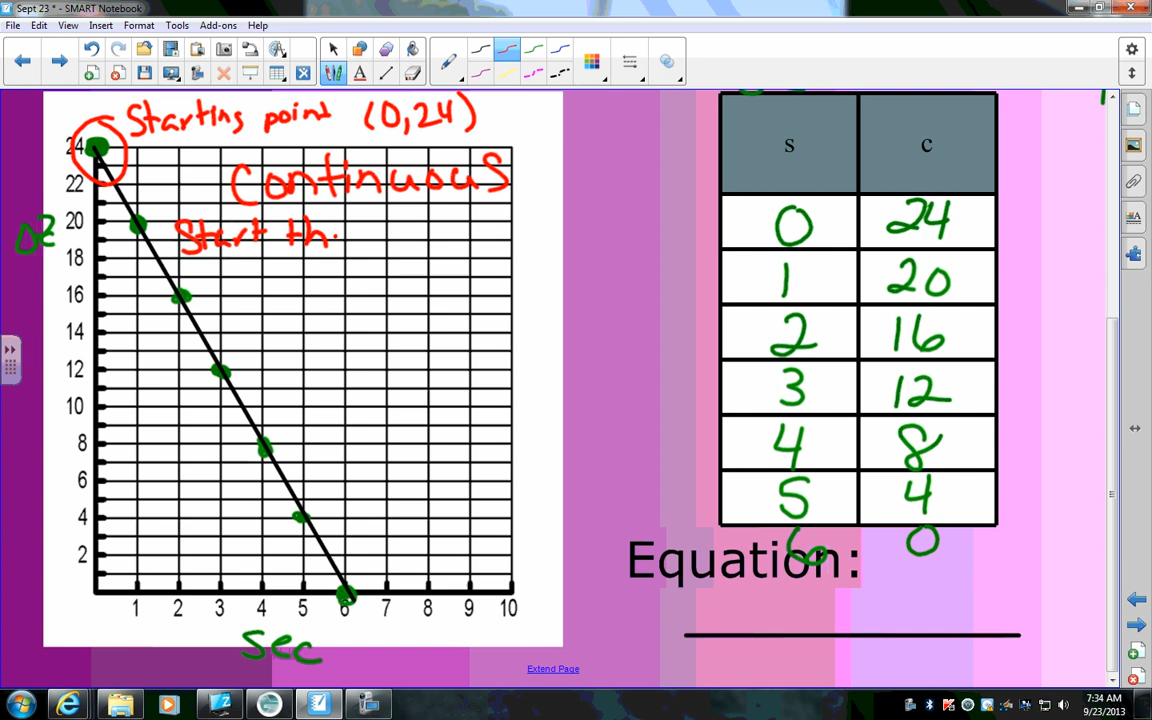 Sept 23 * - SMART Notebook
File Edit View Insert Format Tools Add-ons Help
Starting point (0,24)
Continuous
Start th
24
22
20
18
16
14
12
10
8
6
4
2
1 2 3 4 5 6 7 8 9 10
sec
s c
0 24
1 20
2 16
3 12
4 8
5 4
6 0
Equation:
Extend Page
7:34 AM
9/23/2013